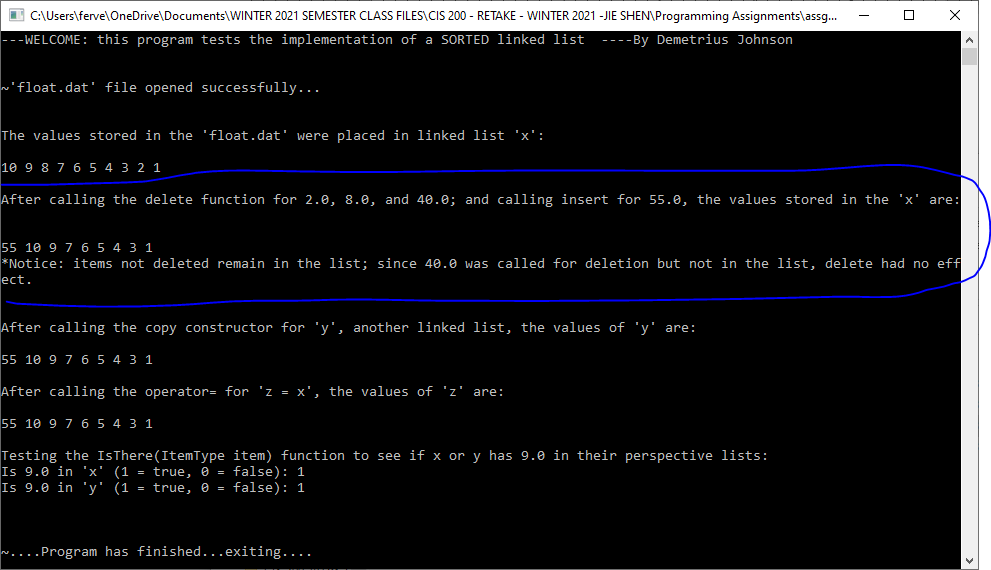 C:\Users\ferve\OneDrive\Documents\WINTER 2021 SEMESTER CLASS FILES\CIS 200 - RETAKE - WINTER 2021 -JIE SHEN\Programming Assignments\assg...
---WELCOME: this program tests the implementation of a SORTED linked list  ----By Demetrius Johnson
~'float.dat' file opened successfully...
The values stored in the 'float.dat' were placed in linked list 'x':
10 9 8 7 6 5 4 3 2 1
After calling the delete function for 2.0, 8.0, and 40.0; and calling insert for 55.0, the values stored in the 'x' are:
55 10 9 7 6 5 4 3 1
*Notice: items not deleted remain in the list; since 40.0 was called for deletion but not in the list, delete had no eff
ect.
After calling the copy constructor for 'y', another linked list, the values of 'y' are:
55 10 9 7 6 5 4 3 1
After calling the operator= for 'z = x', the values of 'z' are:
55 10 9 7 6 5 4 3 1
Testing the IsThere(ItemType item) function to see if x or y has 9.0 in their perspective lists:
Is 9.0 in 'x' (1 = true, 0 = false): 1
Is 9.0 in 'y' (1 = true, 0 = false): 1
~....Program has finished...exiting....